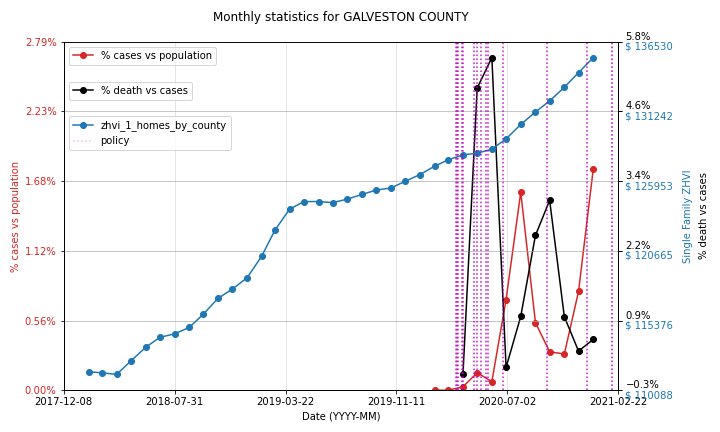 Monthly statistics for GALVESTON COUNTY
2.79%
2.23%
1.68%
1.12%
0.56%
0.00%
% cases vs population
% cases vs population
% death vs cases
zhvi_1_homes_by_county
policy
5.8%
$ 136530
4.6%
$ 131242
3.4%
$ 125953
2.2%
$ 120665
0.9%
$ 115376
−0.3%
$ 110088
Single Family ZHVI
% death vs cases
2017-12-08
2018-07-31
2019-03-22
2019-11-11
2020-07-02
2021-02-22
Date (YYYY-MM)